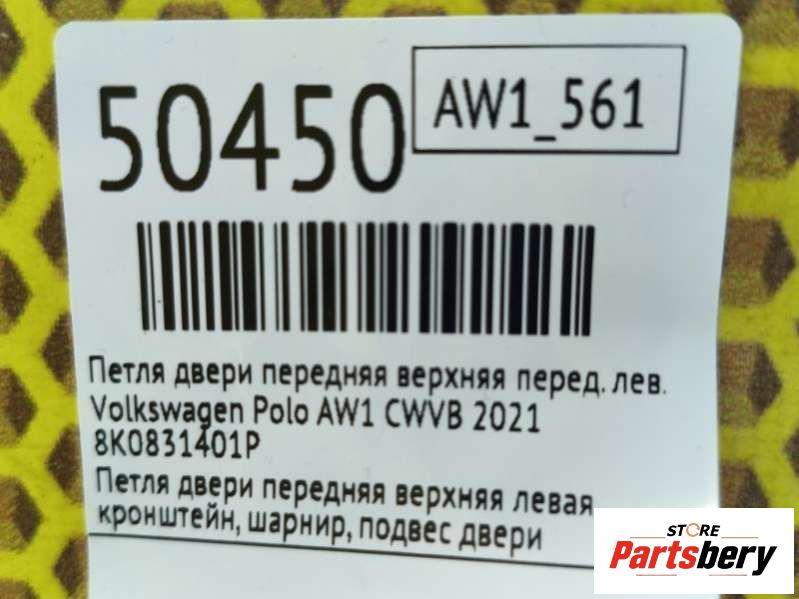 50450
AW1_561
Петля двери передняя верхняя перед. лев.
Volkswagen Polo AW1 CWVB 2021
8K0831401P
Петля двери передняя верхняя левая
кронштейн, шарнир, подвес двери
STORE
Partsbery